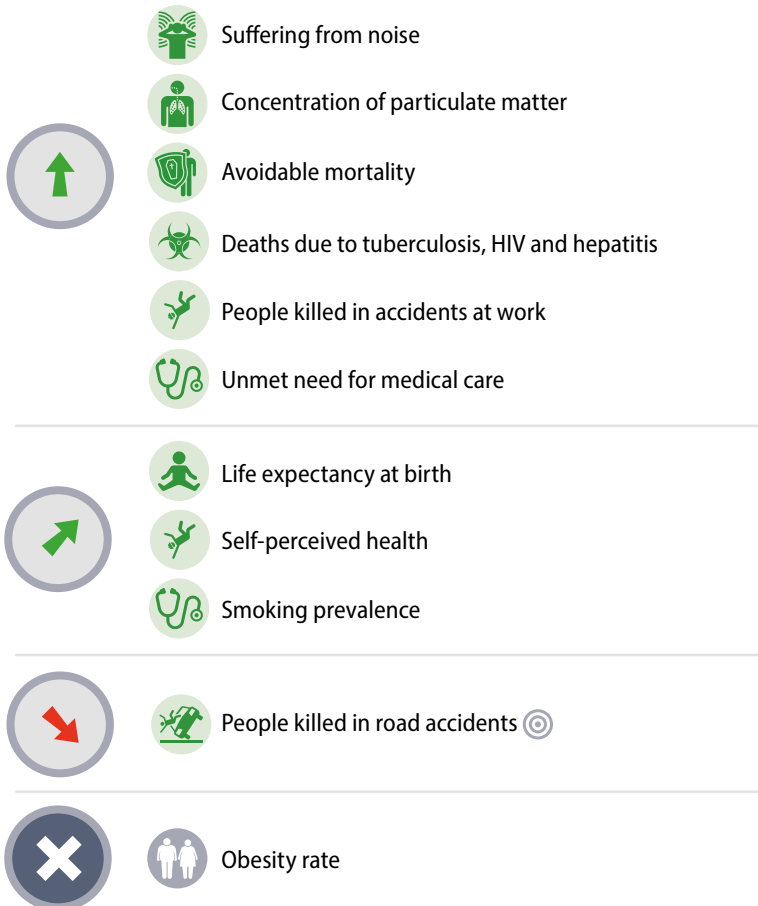 Suffering from noise
Concentration of particulate matter
Avoidable mortality
Deaths due to tuberculosis, HIV and hepatitis
People killed in accidents at work
Unmet need for medical care
Life expectancy at birth
Self-perceived health
Smoking prevalence
People killed in road accidents
Obesity rate